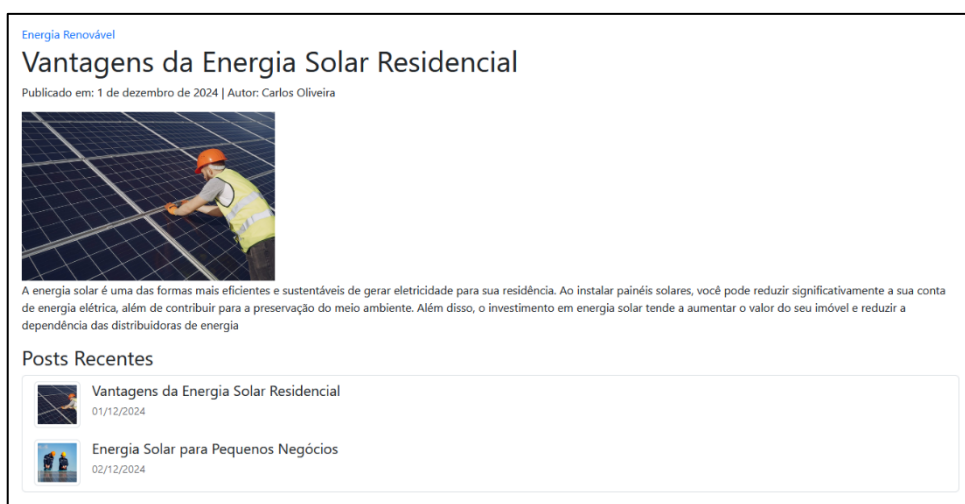 Energia Renovável
Vantagens da Energia Solar Residencial
Publicado em: 1 de dezembro de 2024 | Autor: Carlos Oliveira
A energia solar é uma das formas mais eficientes e sustentáveis de gerar eletricidade para sua residência. Ao instalar painéis solares, você pode reduzir significativamente a sua conta
de energia elétrica, além de contribuir para a preservação do meio ambiente. Além disso, o investimento em energia solar tende a aumentar o valor do seu imóvel e reduzir a
dependência das distribuidoras de energia
Posts Recentes
Vantagens da Energia Solar Residencial
01/12/2024
Energia Solar para Pequenos Negócios
02/12/2024